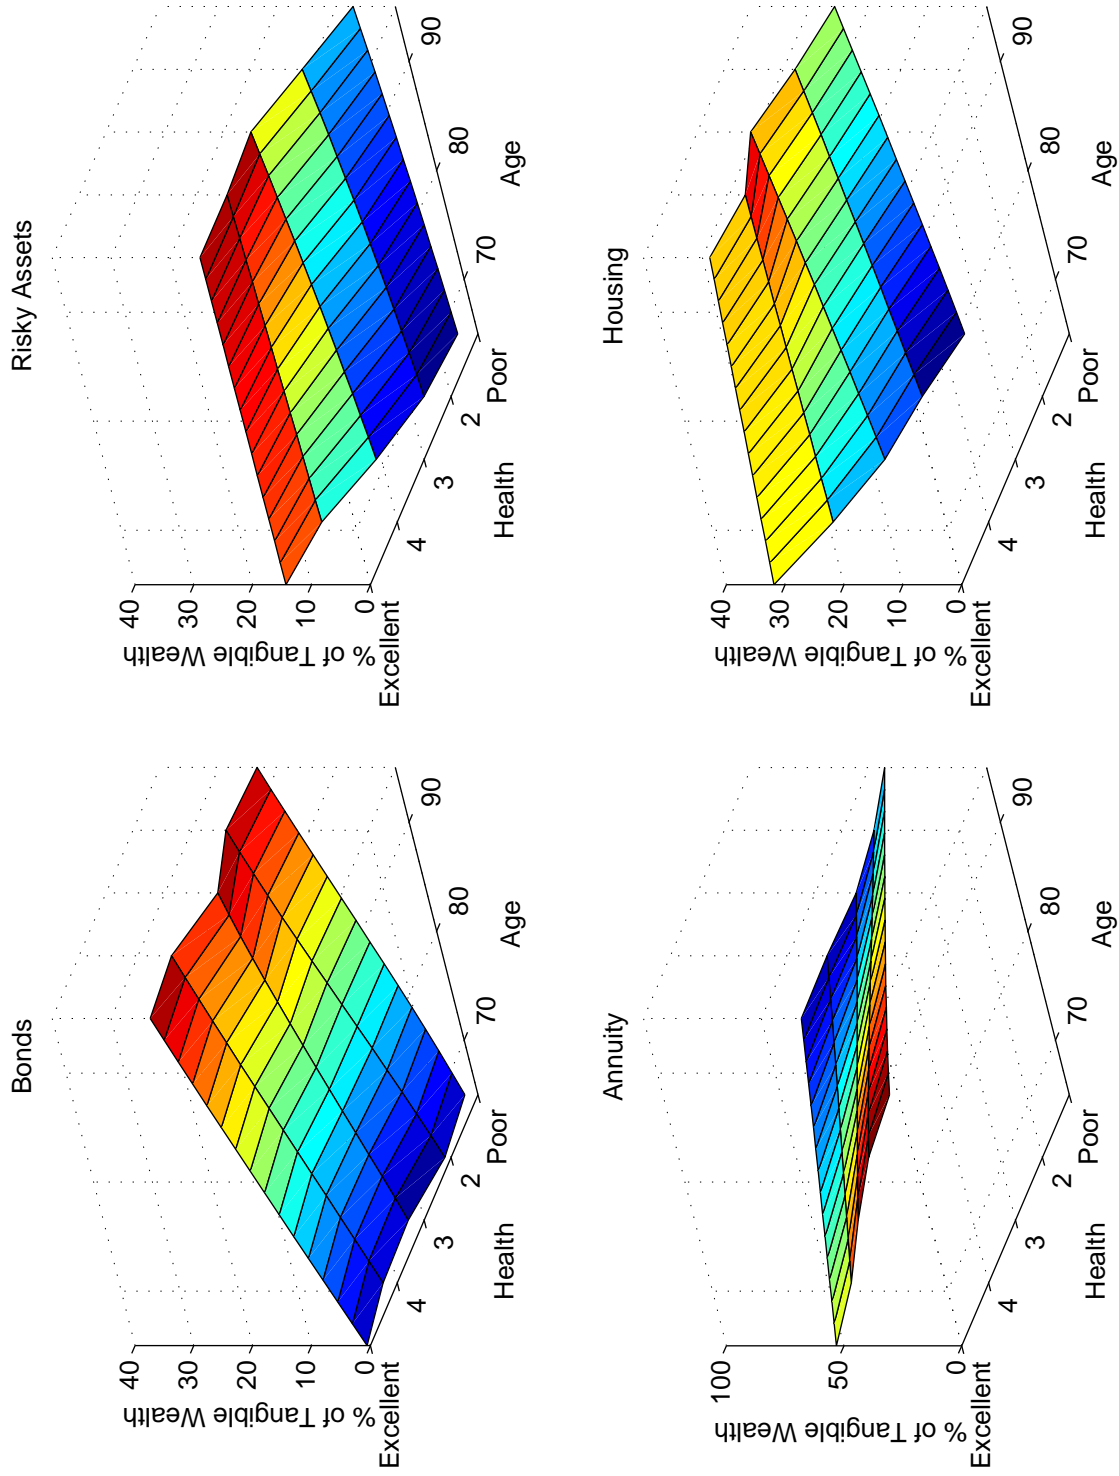 Bonds
40
30
20
10
0
% of Tangible Wealth
Excellent
4
3
2
Poor
Health
70
80
90
Age
Risky Assets
40
30
20
10
0
% of Tangible Wealth
Excellent
4
3
2
Poor
Health
70
80
90
Age
Annuity
100
50
0
% of Tangible Wealth
Excellent
4
3
2
Poor
Health
70
80
90
Age
Housing
40
30
20
10
0
% of Tangible Wealth
Excellent
4
3
2
Poor
Health
70
80
90
Age